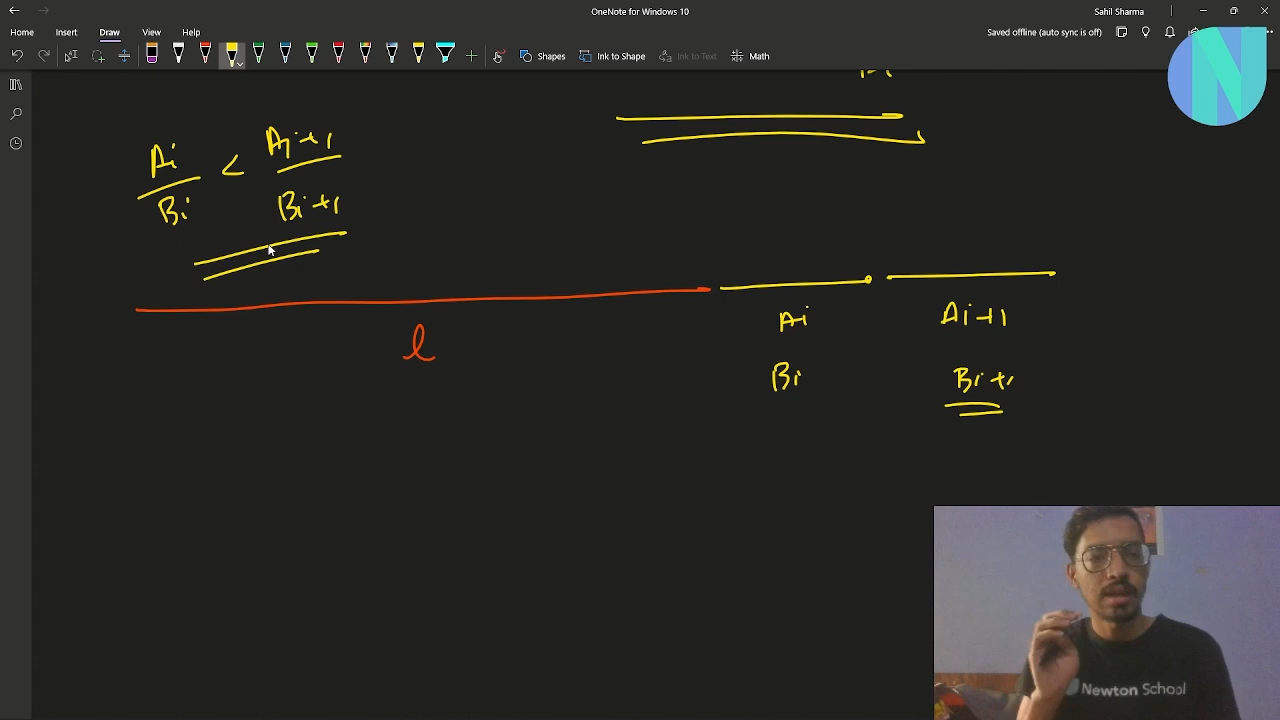 OneNote for Windows 10
Sahil Sharma
Home Insert Draw View Help
Saved offline (auto sync is off)
Shapes Ink to Shape Ink to Text Math
Ai < Ai+1
Bi Bi+1
l
Ai Ai+1
Bi Bi+1
N
Newton School